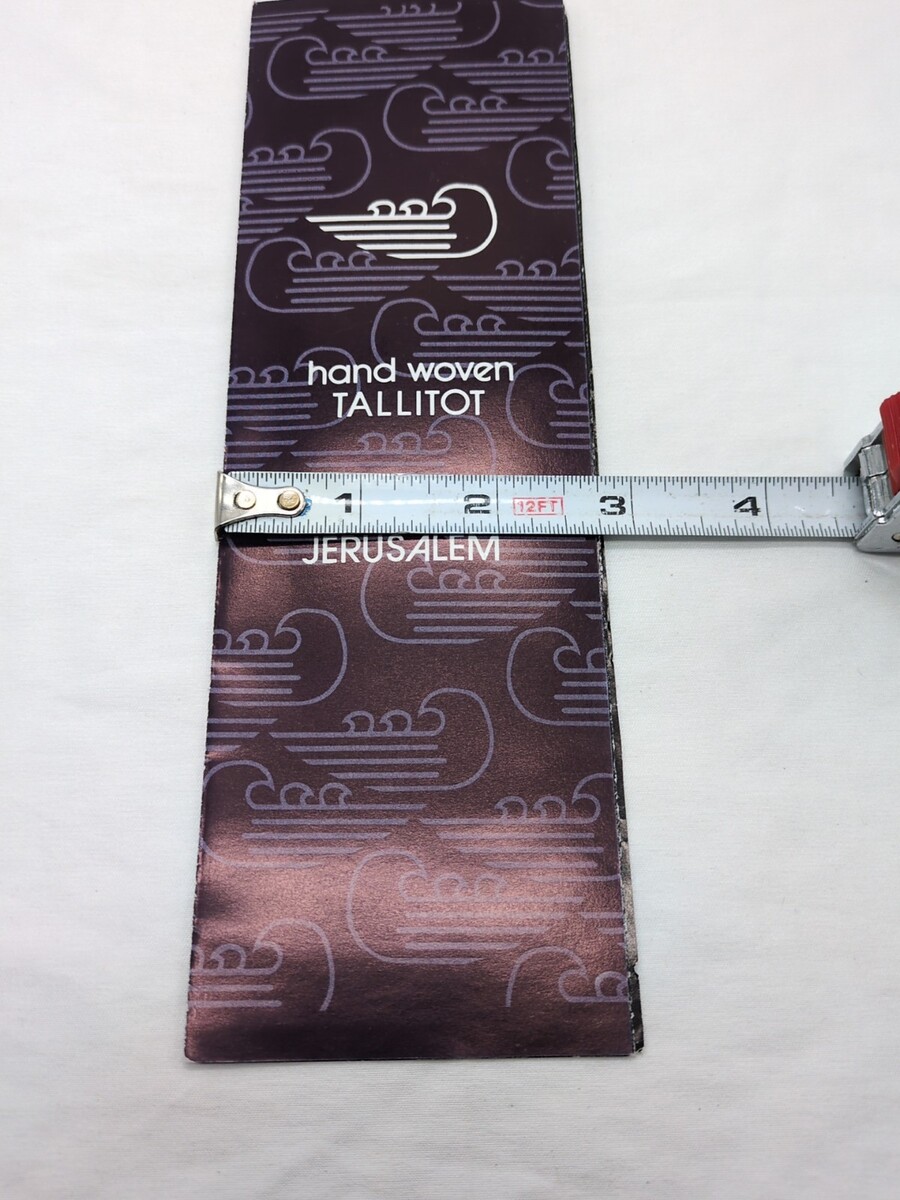 hand woven
TALLITOT
1 2 12FT 3 4
JERUSALEM